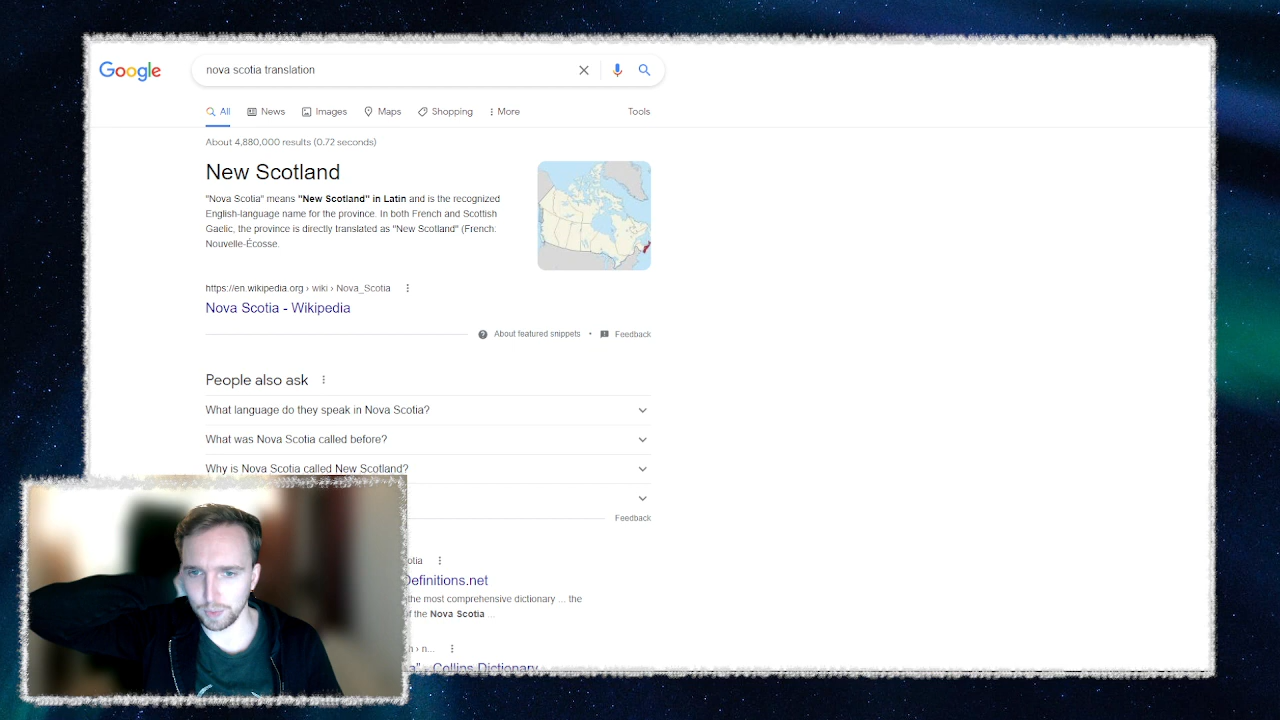 Google
nova scotia translation
All News Images Maps Shopping More Tools
About 4,880,000 results (0.72 seconds)
New Scotland
"Nova Scotia" means "New Scotland" in Latin and is the recognized
English-language name for the province. In both French and Scottish
Gaelic, the province is directly translated as "New Scotland" (French:
Nouvelle-Écosse.
https://en.wikipedia.org › wiki › Nova_Scotia
Nova Scotia - Wikipedia
About featured snippets • Feedback
People also ask
What language do they speak in Nova Scotia?
What was Nova Scotia called before?
Why is Nova Scotia called New Scotland?
Feedback
otia
Definitions.net
the most comprehensive dictionary ... the
of the Nova Scotia ...
› n...
a" - Collins Dictionary